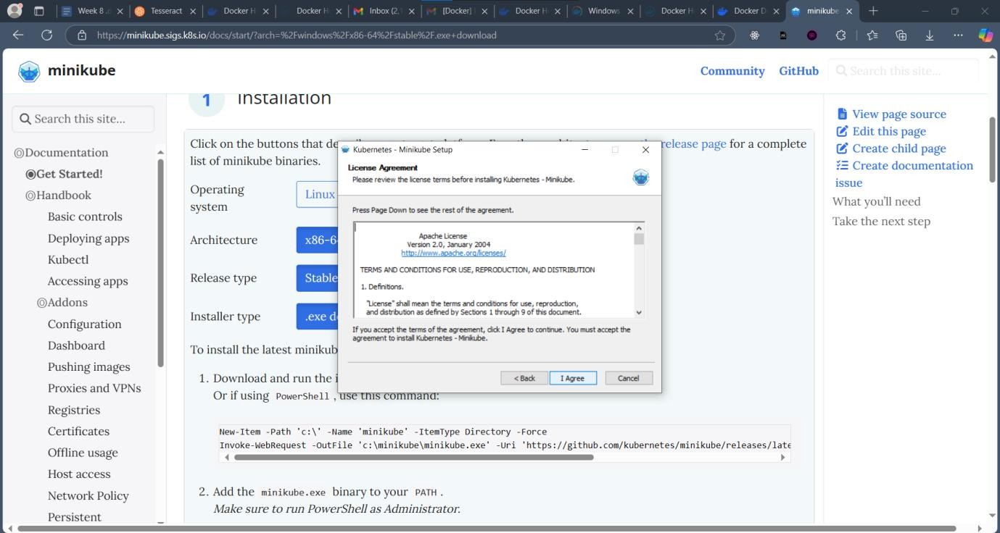 Week 8 .
Tesseract
Docker H
Docker H
Inbox (2,1
[Docker]
Docker H
Windows
Docker H
Docker D
minikube
https://minikube.sigs.k8s.io/docs/start/?arch=%2Fwindows%2Fx86-64%2Fstable%2F.exe+download
minikube
Community
GitHub
Search this site...
Search this site...
Documentation
Get Started!
Handbook
Basic controls
Deploying apps
Kubectl
Accessing apps
Addons
Configuration
Dashboard
Pushing images
Proxies and VPNs
Registries
Certificates
Offline usage
Host access
Network Policy
Persistent
1 Installation
Click on the buttons that de
release page for a complete
list of minikube binaries.
Operating
system
Linux
Architecture
x86-6
Release type
Stable
Installer type
.exe d
To install the latest minikub
1. Download and run the i
Or if using PowerShell , use this command:
New-Item -Path 'c:\' -Name 'minikube' -ItemType Directory -Force
Invoke-WebRequest -OutFile 'c:\minikube\minikube.exe' -Uri 'https://github.com/kubernetes/minikube/releases/late
2. Add the minikube.exe binary to your PATH .
Make sure to run PowerShell as Administrator.
Kubernetes - Minikube Setup
License Agreement
Please review the license terms before installing Kubernetes - Minikube.
Press Page Down to see the rest of the agreement.
Apache License
Version 2.0, January 2004
http://www.apache.org/licenses/
TERMS AND CONDITIONS FOR USE, REPRODUCTION, AND DISTRIBUTION
1. Definitions.
"License" shall mean the terms and conditions for use, reproduction,
and distribution as defined by Sections 1 through 9 of this document.
If you accept the terms of the agreement, click I Agree to continue. You must accept the
agreement to install Kubernetes - Minikube.
< Back
I Agree
Cancel
View page source
Edit this page
Create child page
Create documentation
issue
What you'll need
Take the next step